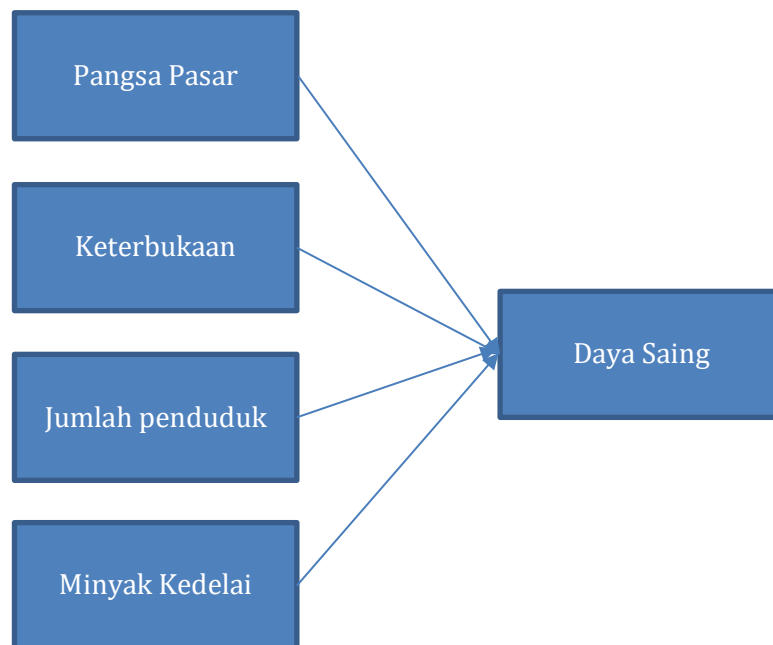 Pangsa Pasar
Keterbukaan
Jumlah penduduk
Minyak Kedelai
Daya Saing